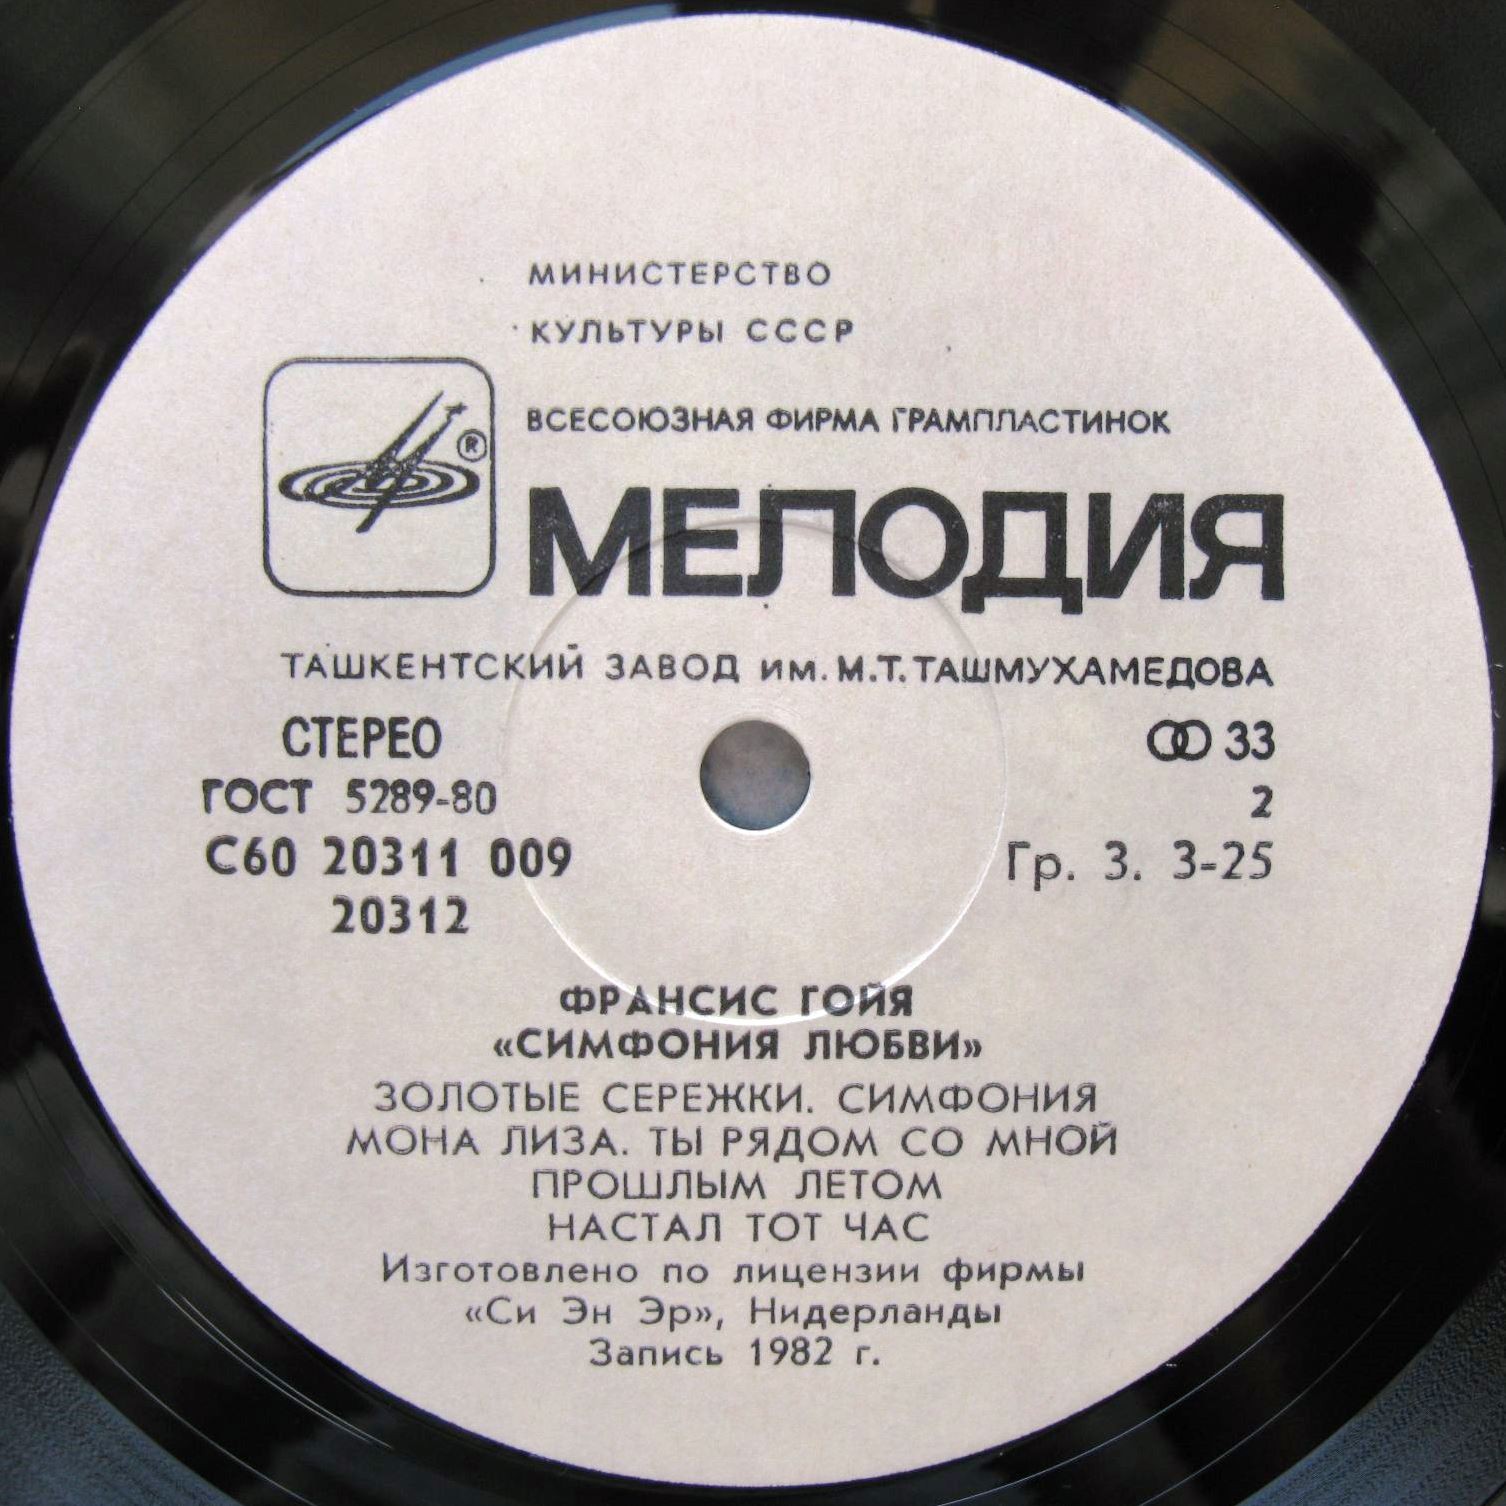 МИНИСТЕРСТВО
КУЛЬТУРЫ СССР
ВСЕСОЮЗНАЯ ФИРМА ГРАМПЛАСТИНОК
®
МЕЛОДИЯ
ТАШКЕНТСКИЙ ЗАВОД им. М.Т.ТАШМУХАМЕДОВА
СТЕРЕО
33
ГОСТ 5289-80
2
С60 20311 009
Гр. 3. 3-25
20312
ФРАНСИС ГОЙЯ
«СИМФОНИЯ ЛЮБВИ»
ЗОЛОТЫЕ СЕРЕЖКИ. СИМФОНИЯ
МОНА ЛИЗА. ТЫ РЯДОМ СО МНОЙ
ПРОШЛЫМ ЛЕТОМ
НАСТАЛ ТОТ ЧАС
Изготовлено по лицензии фирмы
«Си Эн Эр», Нидерланды
Запись 1982 г.